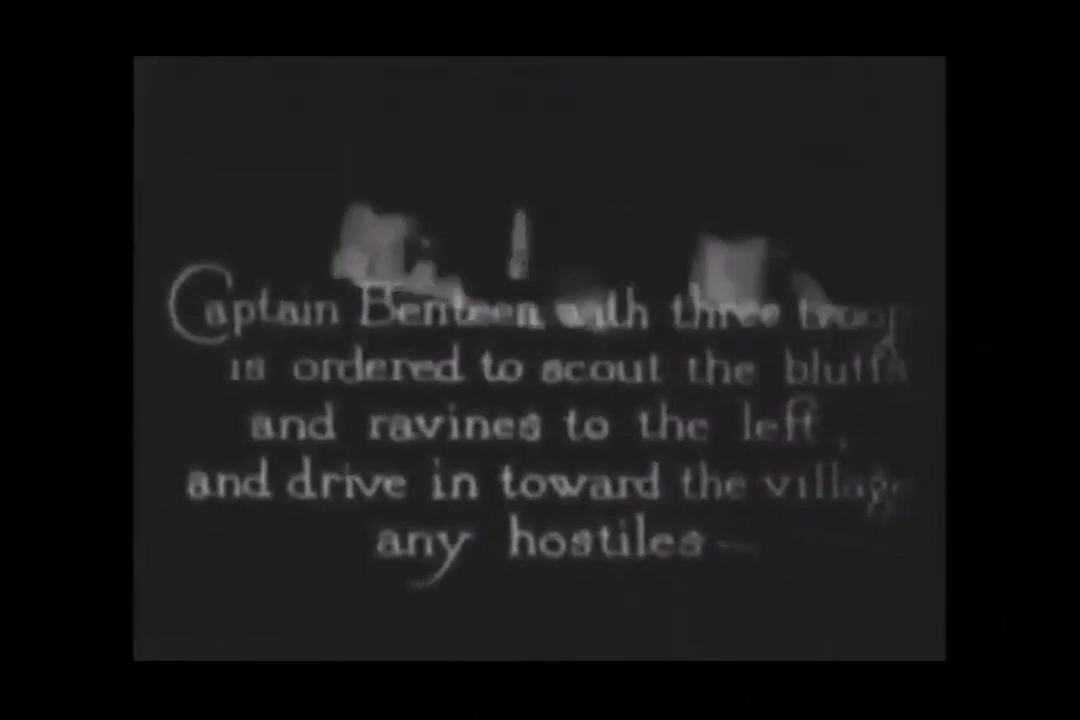 Captain Benteen with three troops
is ordered to scout the bluffs
and ravines to the left,
and drive in toward the village
any hostiles—